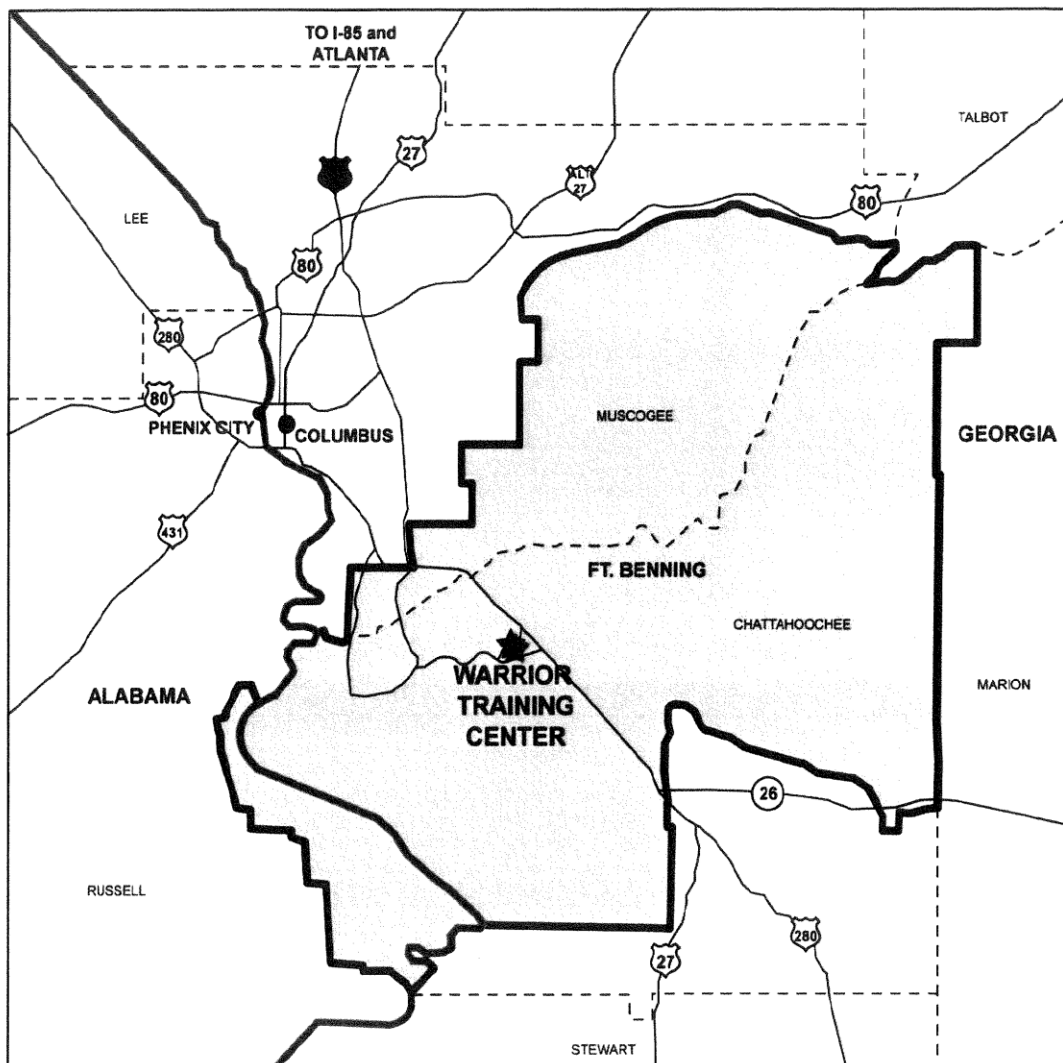 TO I-85 and
ATLANTA
27
TALBOT
ALT
27
80
LEE
80
280
80
MUSCOGEE
PHENIX CITY
COLUMBUS
GEORGIA
431
FT. BENNING
CHATTAHOOCHEE
WARRIOR
TRAINING
CENTER
ALABAMA
MARION
26
RUSSELL
280
27
STEWART